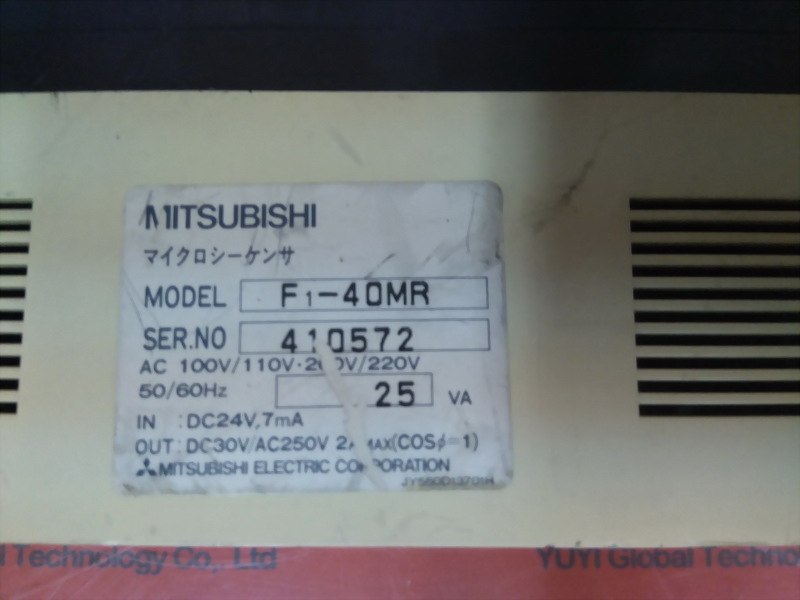 MITSUBISHI
マイクロシーケンサ
MODEL F1-40MR
SER.NO 410572
AC 100V/110V·200V/220V
50/60Hz 25 VA
IN :DC24V,7mA
OUT:DC30V/AC250V 2A MAX(COSφ=1)
MITSUBISHI ELECTRIC CORPORATION
JY550D13701H
l Technology Co,. Ltd YUYI Global Techno